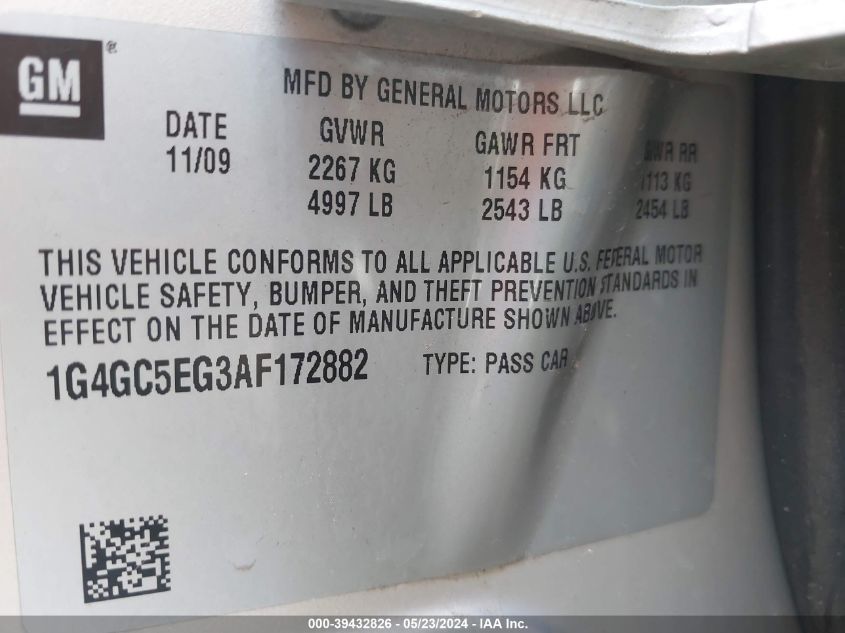 GM®
MFD BY GENERAL MOTORS LLC
DATE GVWR GAWR FRT GAWR RR
11/09 2267 KG 1154 KG 1113 KG
4997 LB 2543 LB 2454 LB
THIS VEHICLE CONFORMS TO ALL APPLICABLE U.S. FEDERAL MOTOR
VEHICLE SAFETY, BUMPER, AND THEFT PREVENTION STANDARDS IN
EFFECT ON THE DATE OF MANUFACTURE SHOWN ABOVE.
1G4GC5EG3AF172882 TYPE: PASS CAR
000-39432826 - 05/23/2024 - IAA Inc.